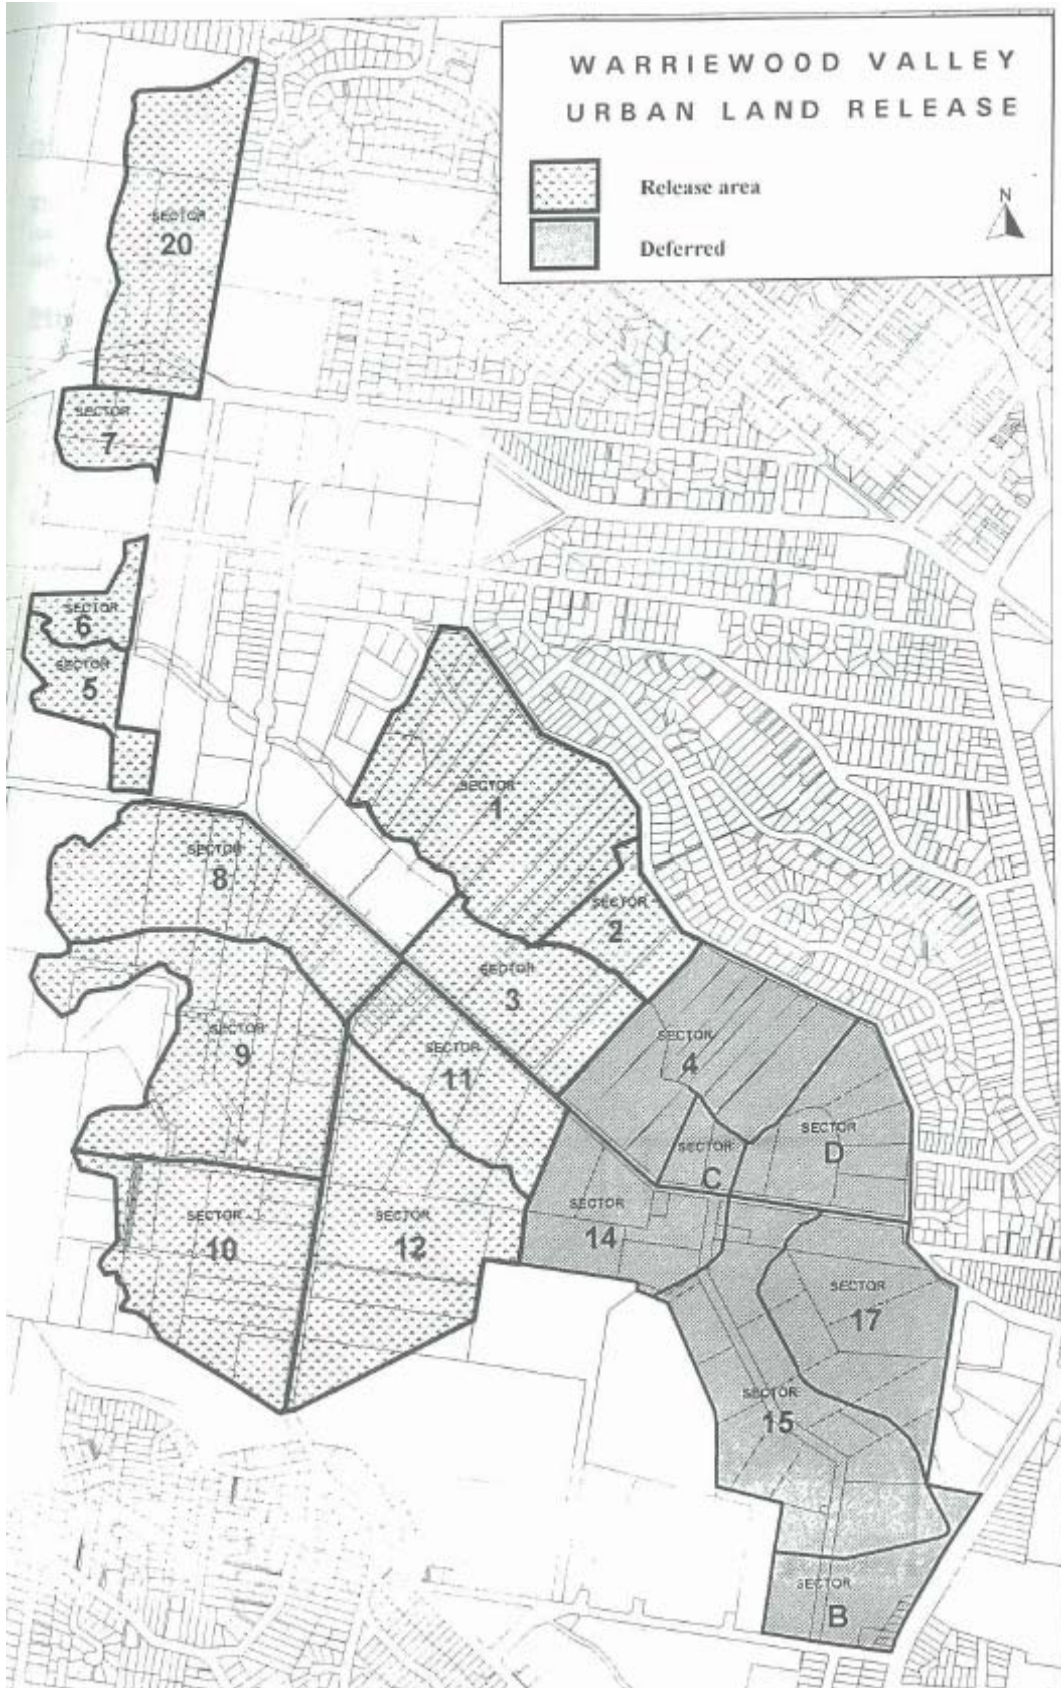 WARRIEWOOD VALLEY
URBAN LAND RELEASE
Release area
Deferred
N
SECTOR
20
SECTOR
7
SECTOR
6
SECTOR
5
SECTOR
1
SECTOR
8
SECTOR
2
SECTOR
3
SECTOR
9
SECTOR
11
SECTOR
4
SECTOR
D
SECTOR
C
SECTOR
10
SECTOR
12
SECTOR
14
SECTOR
17
SECTOR
15
SECTOR
B